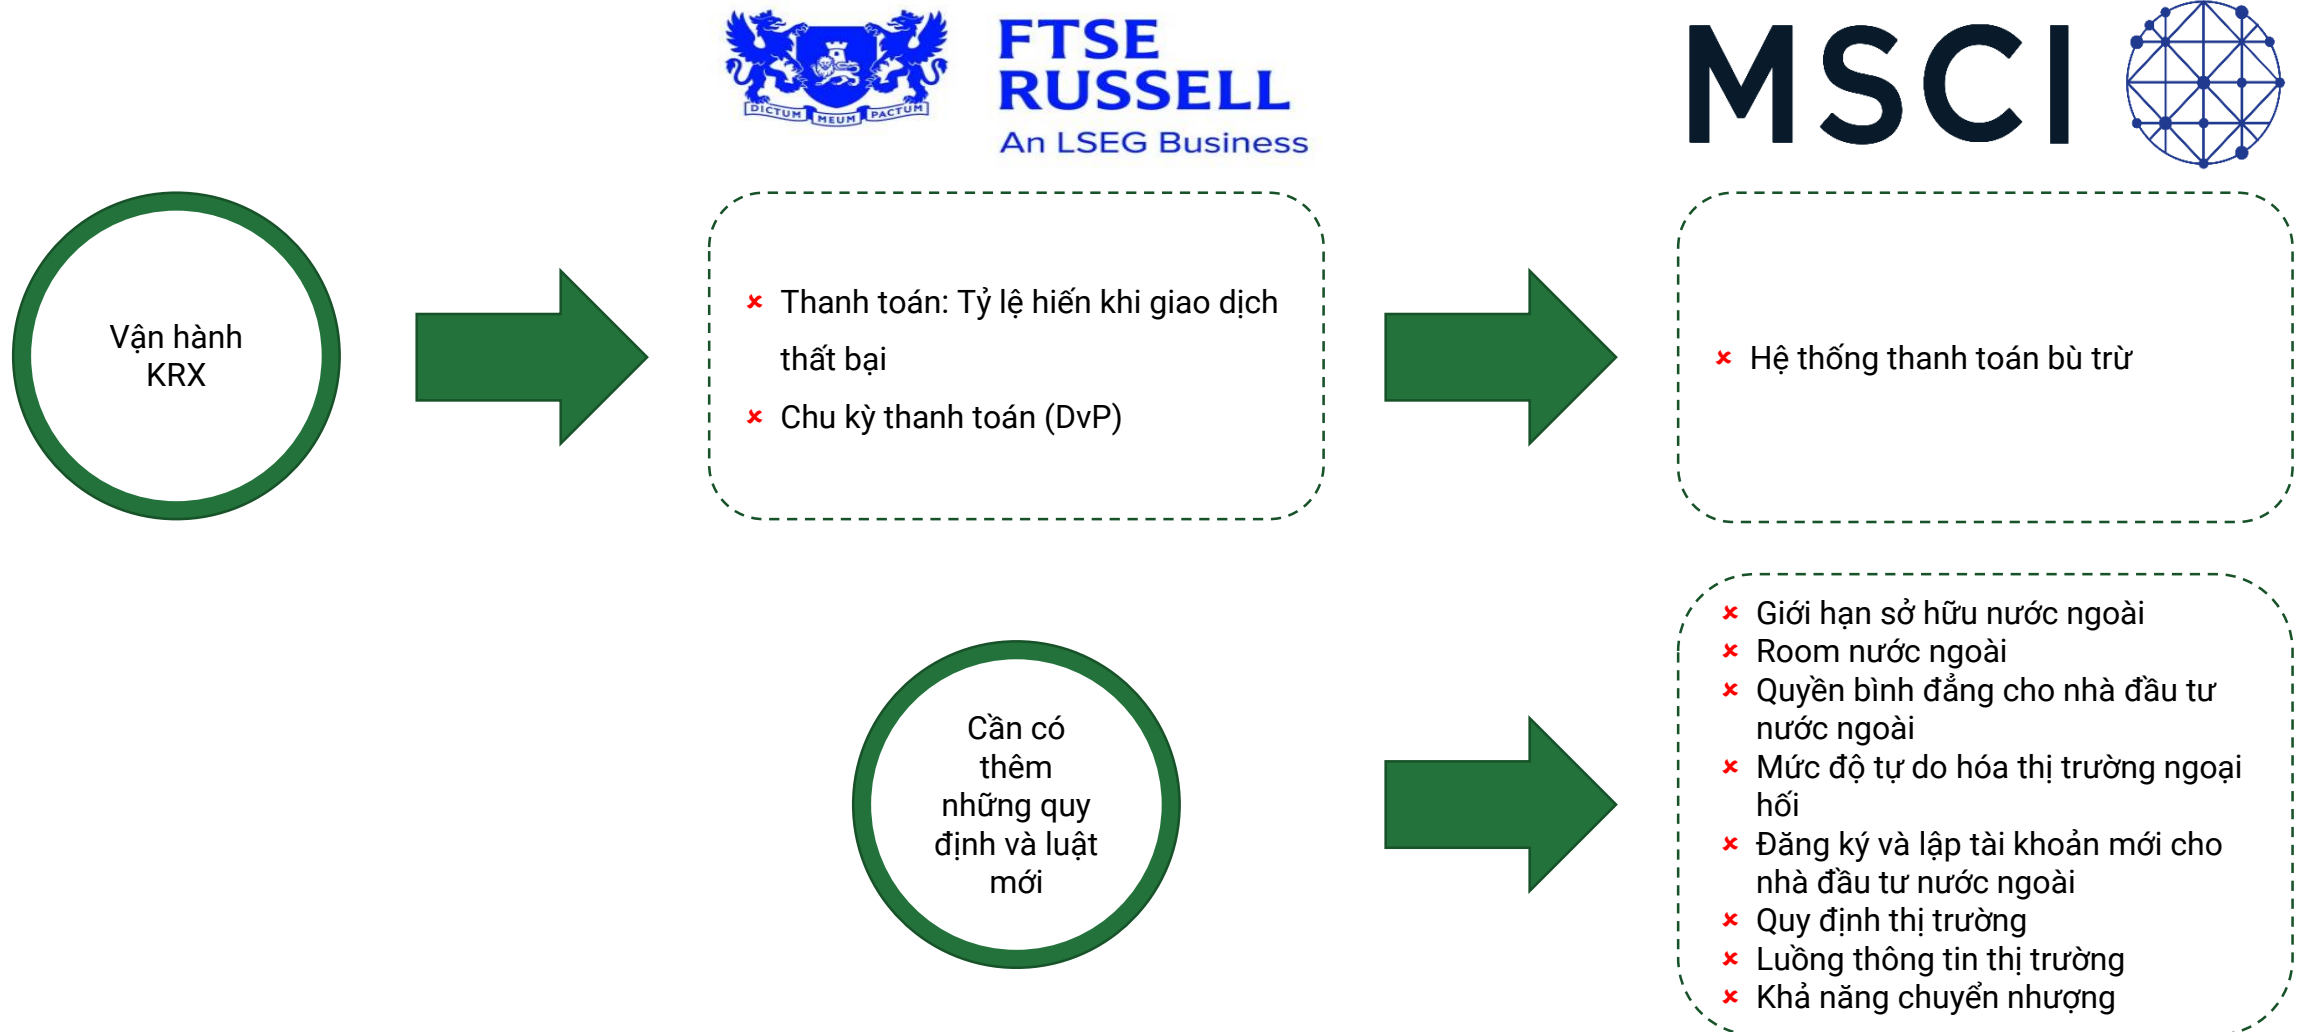 DICTUM MEUM PACTUM
FTSE
RUSSELL
An LSEG Business
MSCI
Vận hành
KRX
Thanh toán: Tỷ lệ hiến khi giao dịch
thất bại
Chu kỳ thanh toán (DvP)
Hệ thống thanh toán bù trừ
Cần có
thêm
những quy
định và luật
mới
Giới hạn sở hữu nước ngoài
Room nước ngoài
Quyền bình đẳng cho nhà đầu tư
nước ngoài
Mức độ tự do hóa thị trường ngoại
hối
Đăng ký và lập tài khoản mới cho
nhà đầu tư nước ngoài
Quy định thị trường
Luồng thông tin thị trường
Khả năng chuyển nhượng